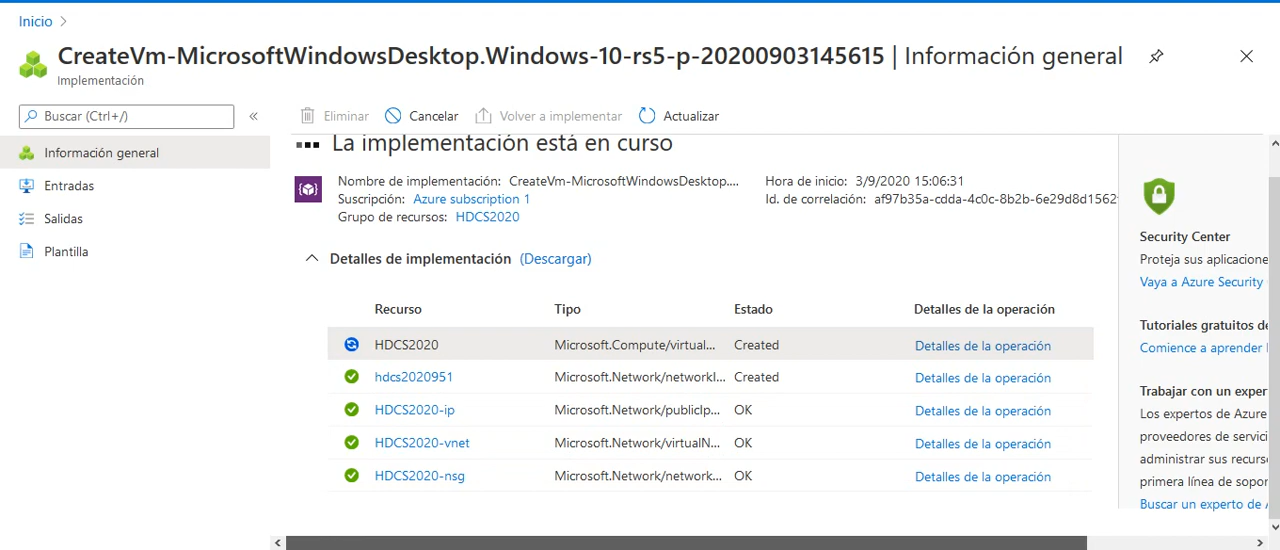 Inicio
CreateVm-MicrosoftWindowsDesktop.Windows-10-rs5-p-20200903145615 | Información general
Implementación
Buscar (Ctrl+/)
«
Eliminar Cancelar Volver a implementar Actualizar
Información general
Entradas
Salidas
Plantilla
La implementación está en curso
Nombre de implementación: CreateVm-MicrosoftWindowsDesktop....
Suscripción: Azure subscription 1
Grupo de recursos: HDCS2020
Hora de inicio: 3/9/2020 15:06:31
Id. de correlación: af97b35a-cdda-4c0c-8b2b-6e29d8d1562
Detalles de implementación (Descargar)
Recurso Tipo Estado Detalles de la operación
HDCS2020 Microsoft.Compute/virtual... Created Detalles de la operación
hdcs2020951 Microsoft.Network/networkI... Created Detalles de la operación
HDCS2020-ip Microsoft.Network/publicIp... OK Detalles de la operación
HDCS2020-vnet Microsoft.Network/virtualN... OK Detalles de la operación
HDCS2020-nsg Microsoft.Network/network... OK Detalles de la operación
Security Center
Proteja sus aplicacione
Vaya a Azure Security
Tutoriales gratuitos de
Comience a aprender
Trabajar con un exper
Los expertos de Azure
proveedores de servici
administrar sus recurs
primera línea de sopor
Buscar un experto de